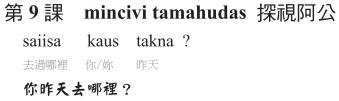 第 9 課 mincivi tamahudas 探視阿公
saiisa kaus takna ?
去過哪裡 你/妳 昨天
你昨天去哪裡？